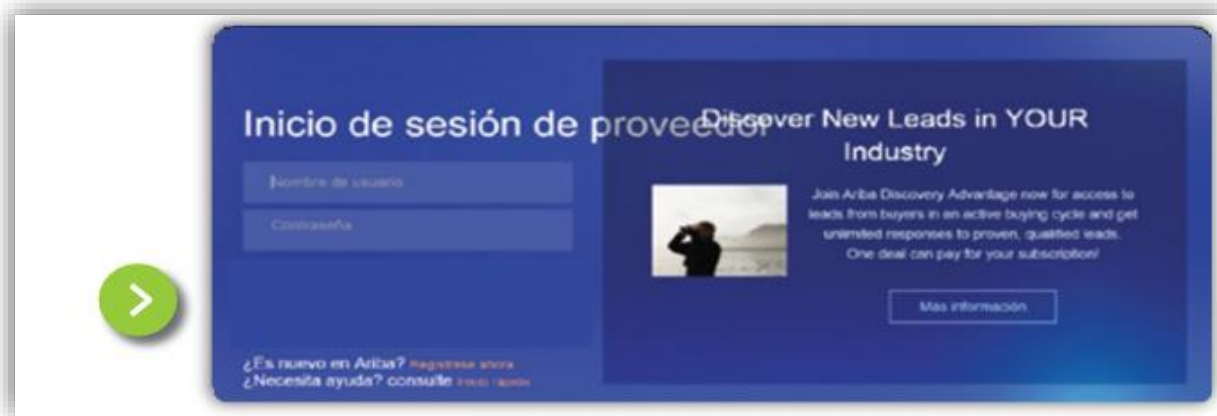 Inicio de sesión de proveedor
Nombre de usuario
Contraseña
¿Es nuevo en Ariba? Regístrese ahora
¿Necesita ayuda? consulte Inicio rápido
Discover New Leads in YOUR
Industry
Join Ariba Discovery Advantage now for access to
leads from buyers in an active buying cycle and get
unlimited responses to proven, qualified leads.
One deal can pay for your subscription!
Más información